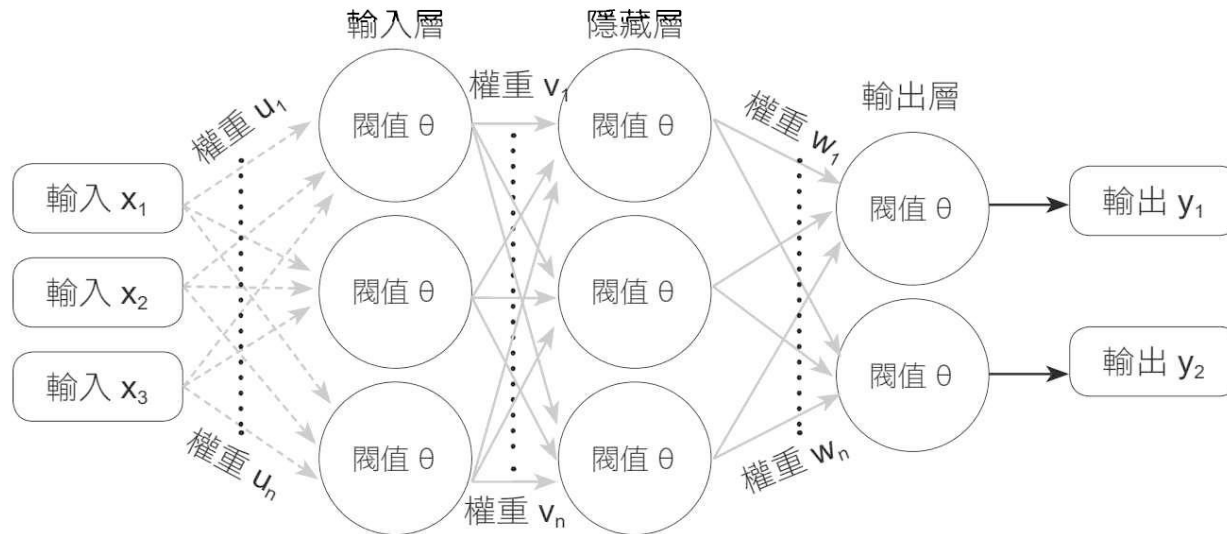 輸入層
隱藏層
輸出層
權重 u₁
權重 v₁
權重 w₁
輸入 x₁
輸入 x₂
輸入 x₃
閥值 θ
閥值 θ
閥值 θ
閥值 θ
閥值 θ
閥值 θ
閥值 θ
閥值 θ
輸出 y₁
輸出 y₂
權重 uₙ
權重 vₙ
權重 wₙ